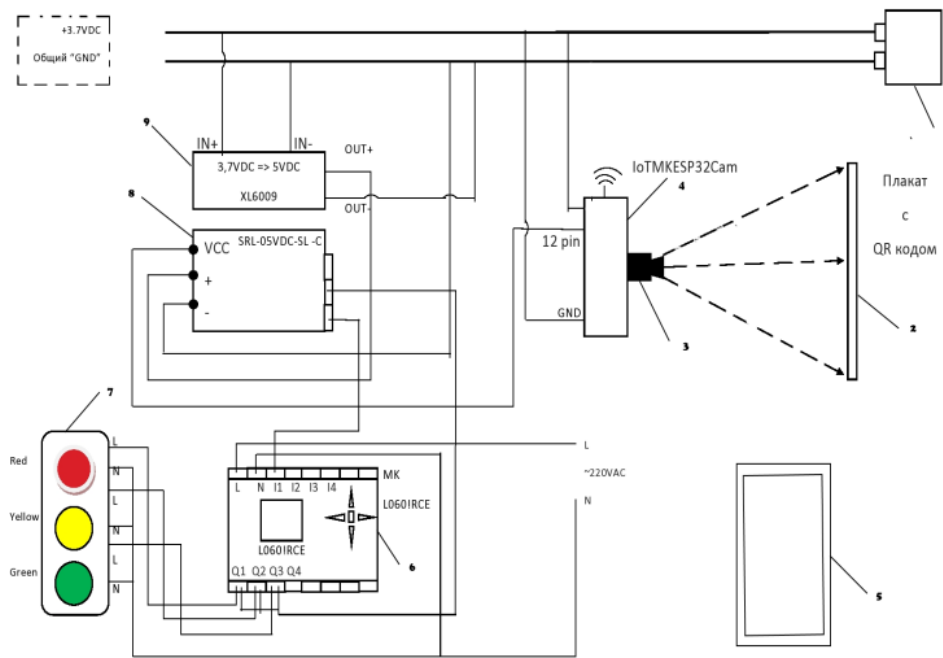 +3.7VDC
Общий “GND”
9
IN+
IN-
OUT+
3,7VDC => 5VDC
XL6009
OUT-
8
VCC
SRL-05VDC-SL -C
+
-
IoTMKESP32Cam
4
12 pin
GND
3
Плакат
с
QR кодом
2
7
L
Red
N
L
Yellow
N
L
Green
N
L
~220VAC
N
MK
L N I1 I2 I3 I4
L060IRCE
L060IRCE
6
Q1 Q2 Q3 Q4
5